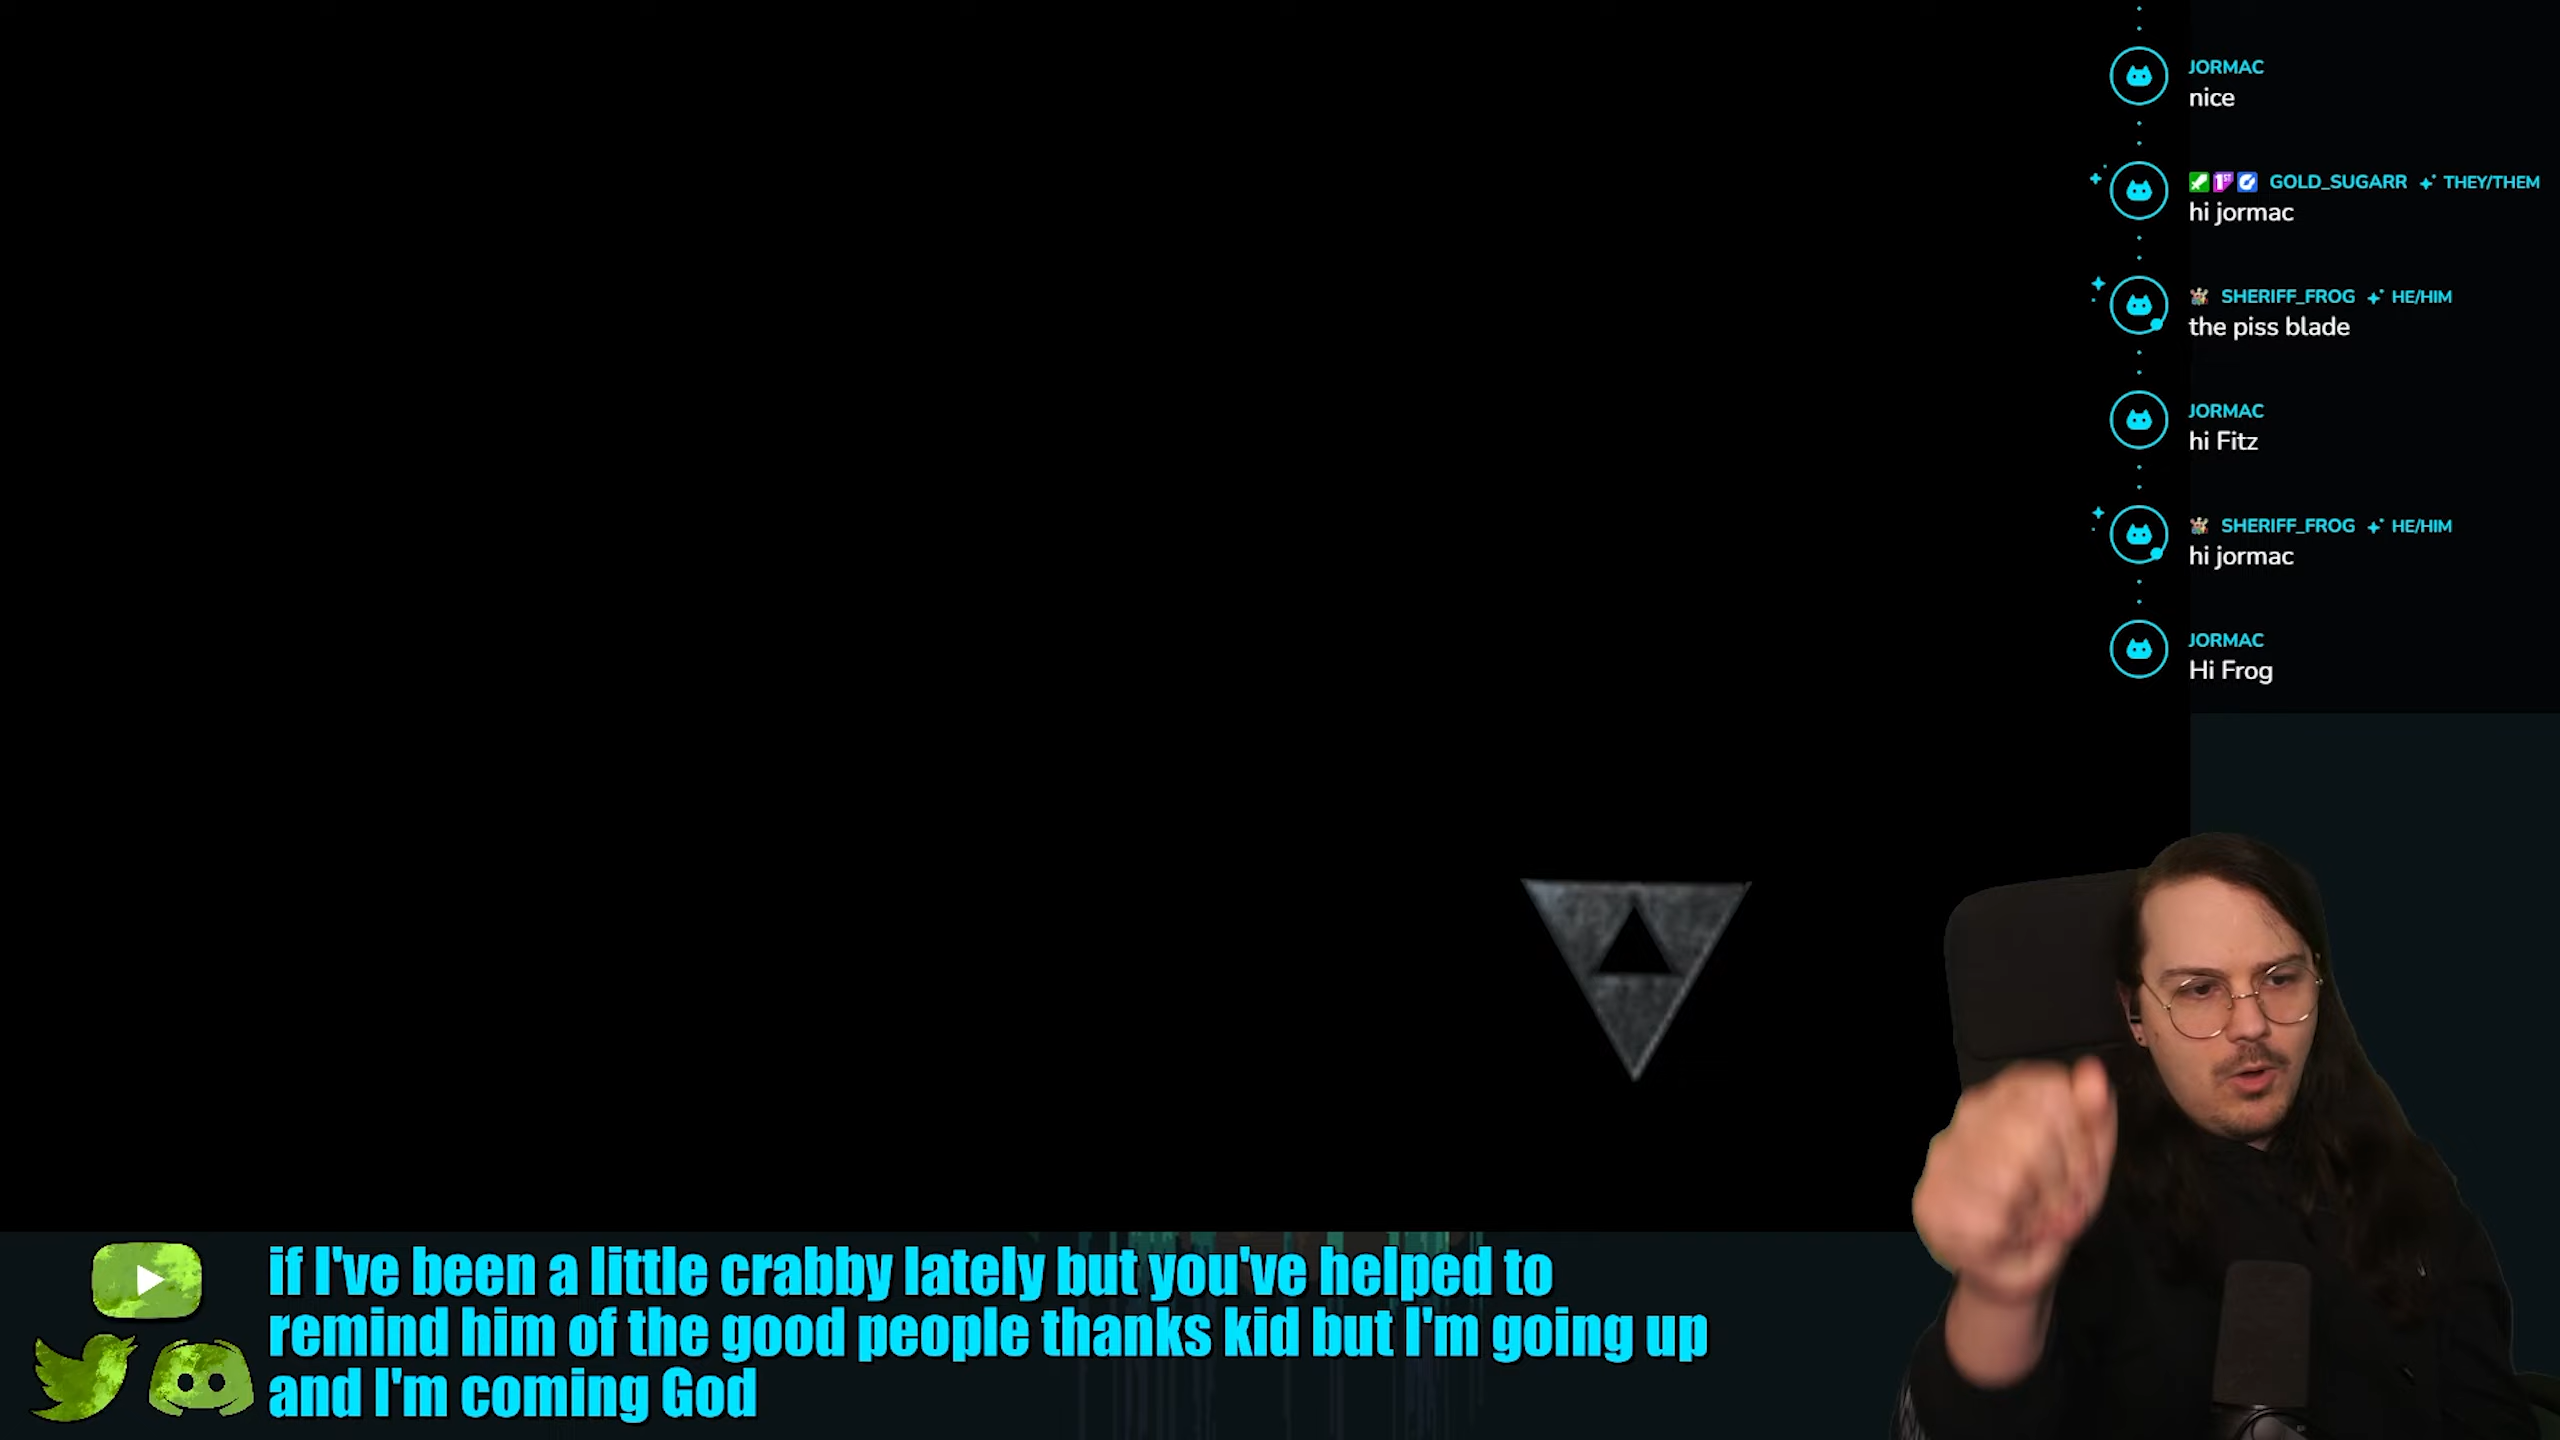 JORMAC
nice
GOLD_SUGARR THEY/THEM
hi jormac
SHERIFF_FROG HE/HIM
the piss blade
JORMAC
hi Fitz
SHERIFF_FROG HE/HIM
hi jormac
JORMAC
Hi Frog
if I've been a little crabby lately but you've helped to
remind him of the good people thanks kid but I'm going up
and I'm coming God